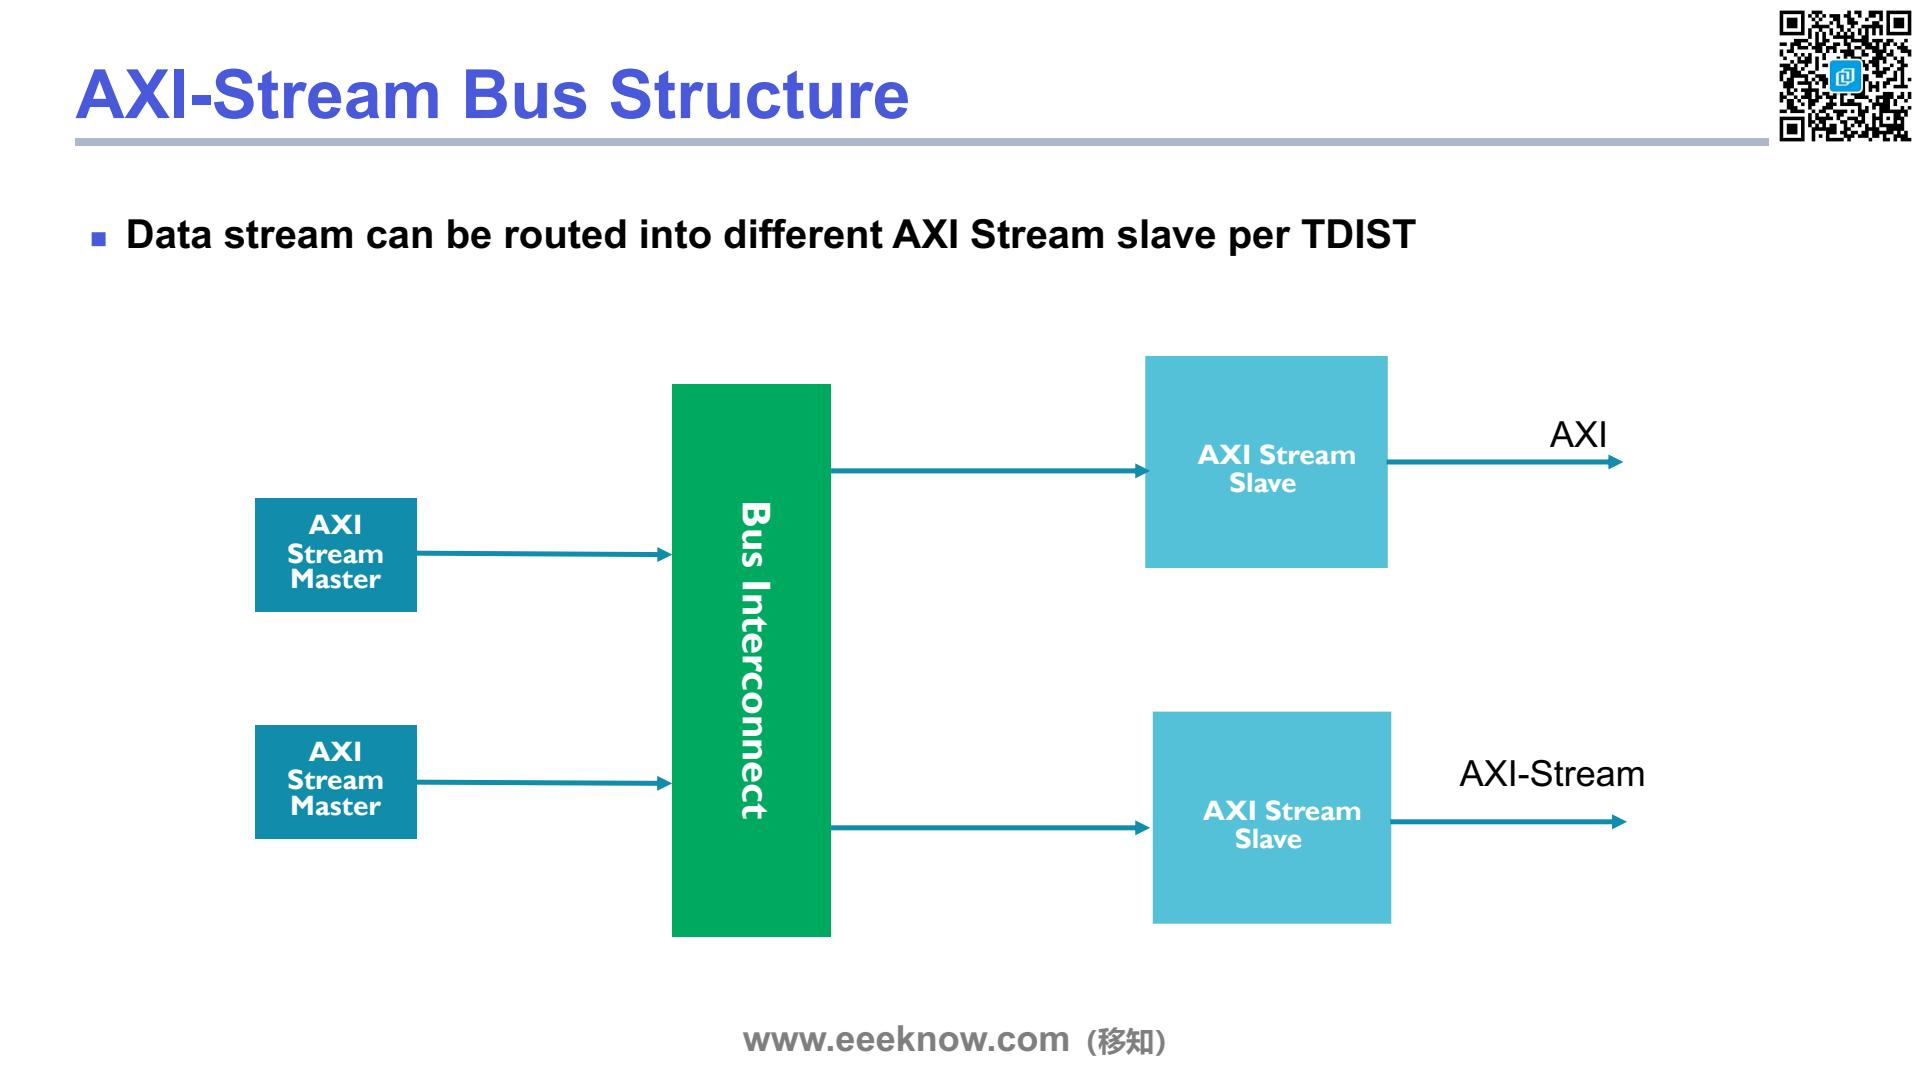 AXI-Stream Bus Structure
Data stream can be routed into different AXI Stream slave per TDIST
AXI
Stream
Master
AXI
Stream
Master
Bus Interconnect
AXI Stream
Slave
AXI
AXI Stream
Slave
AXI-Stream
www.eeeknow.com (移知)